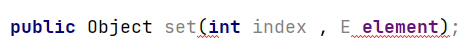 public Object set(int index , E element);